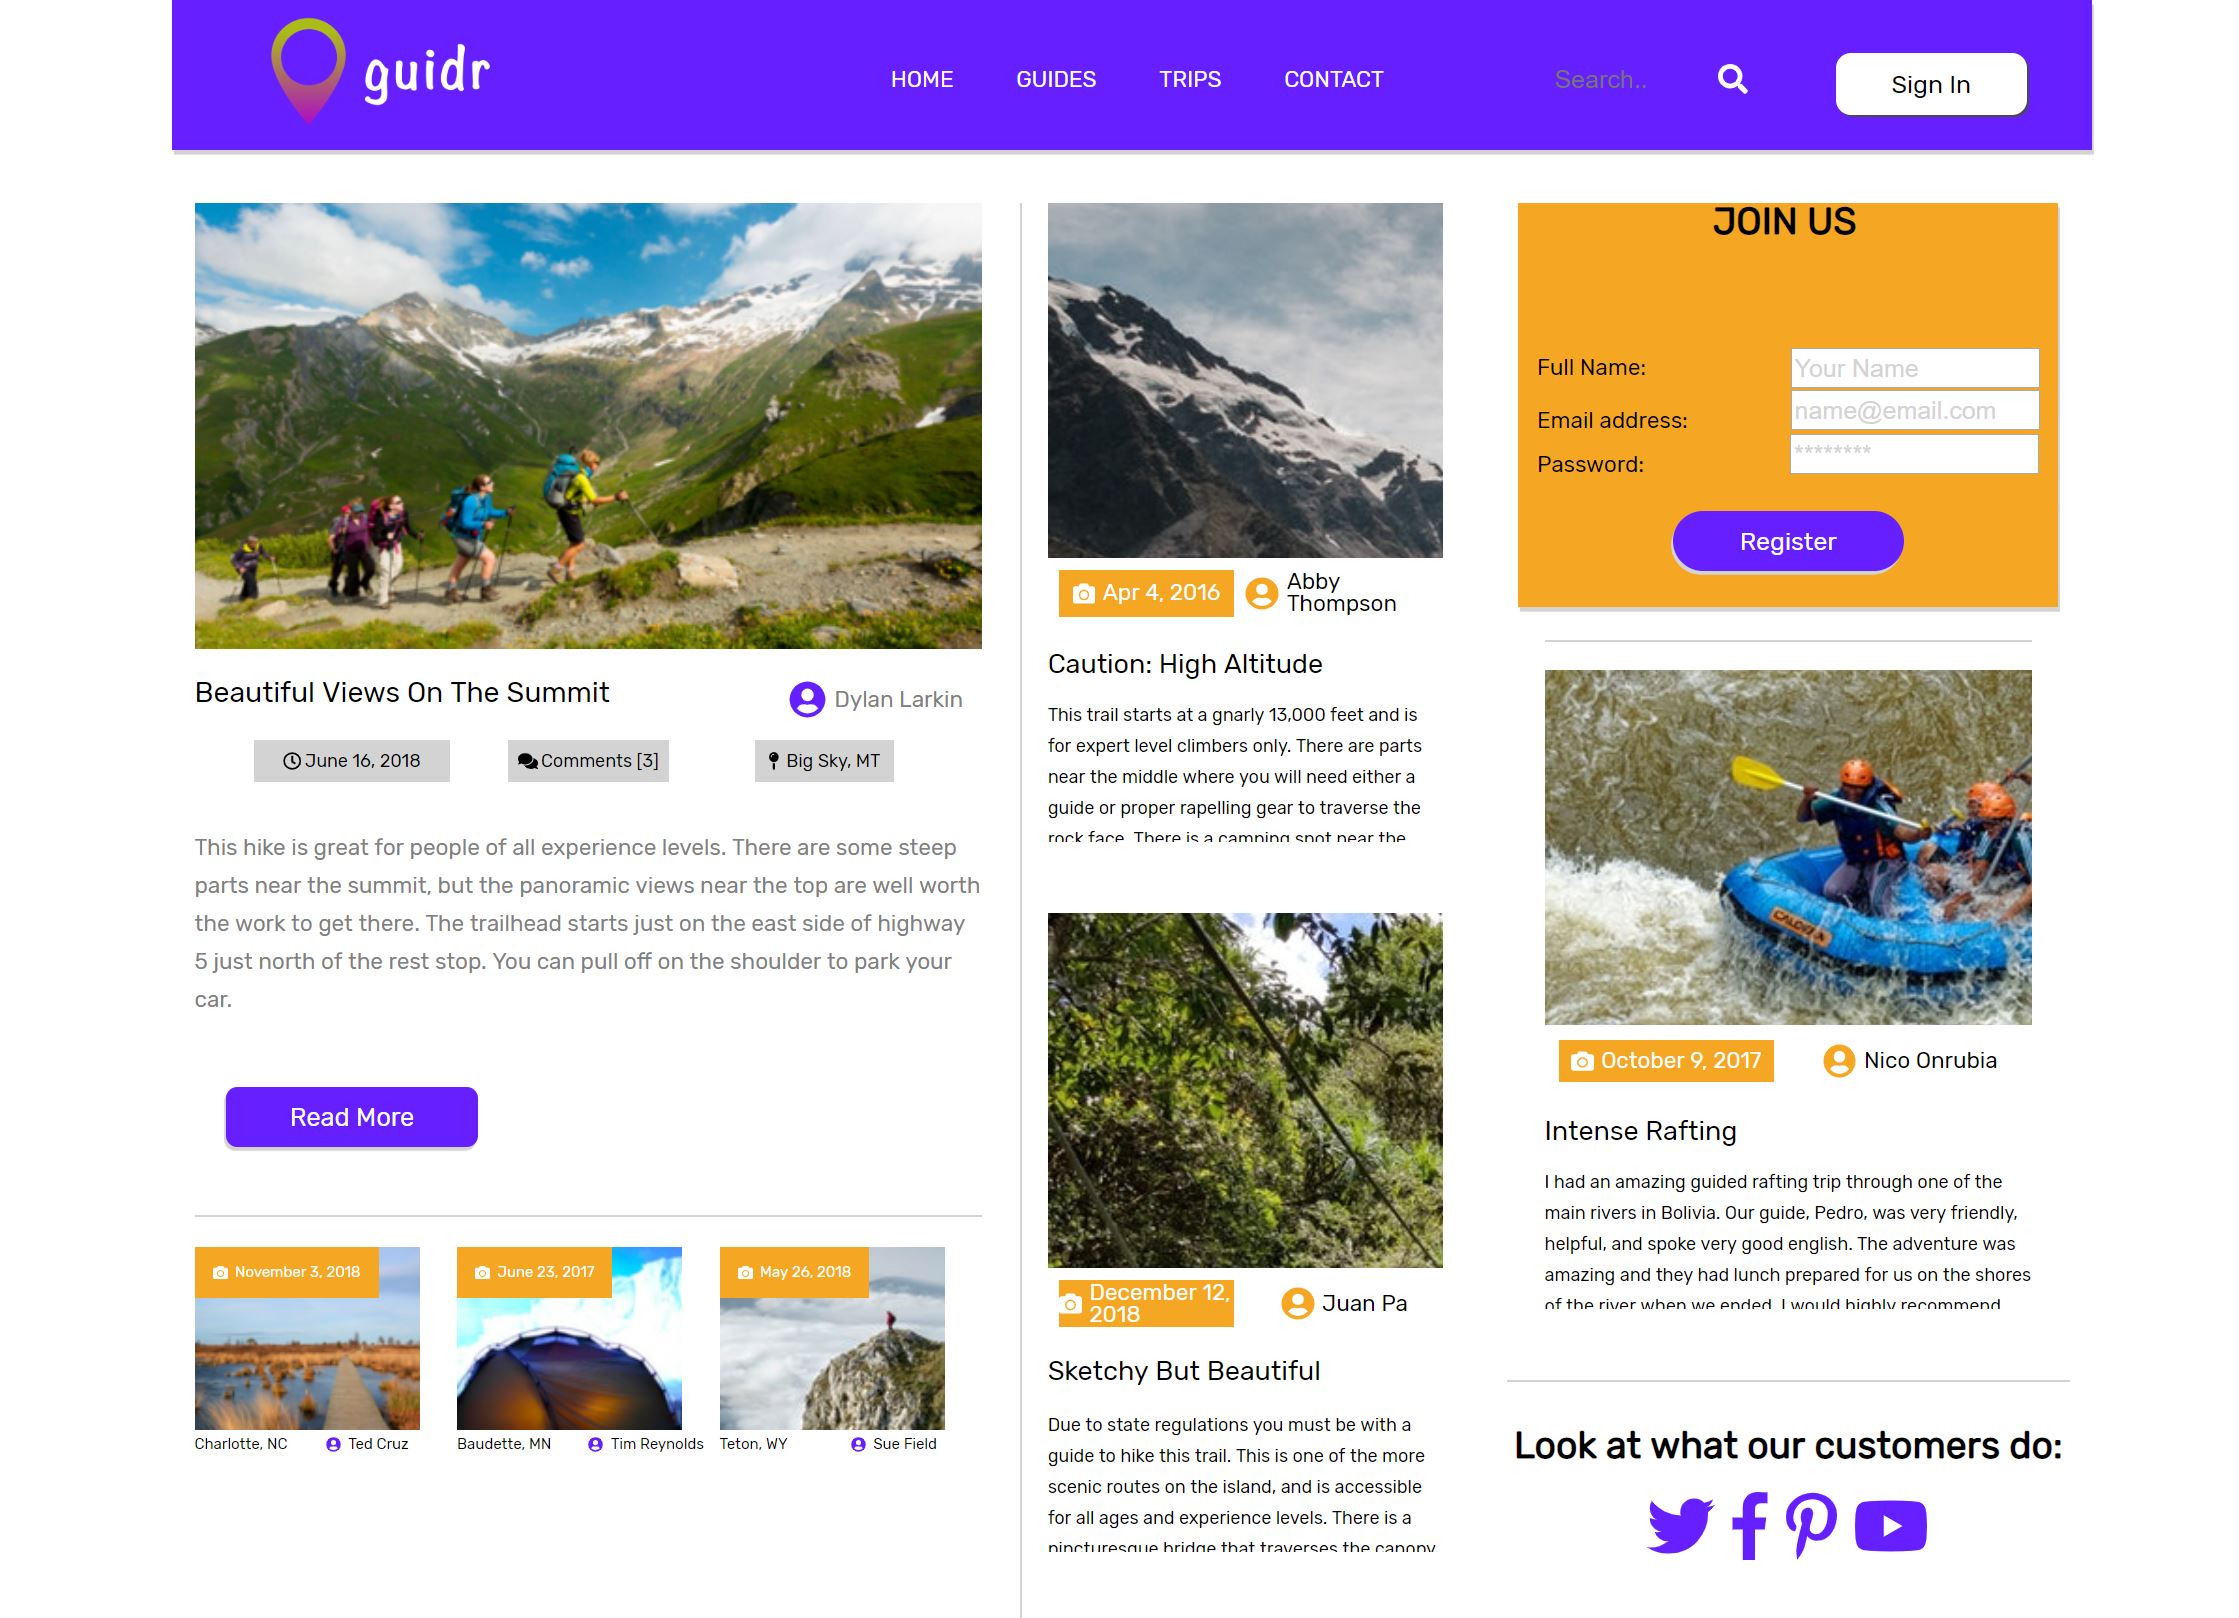 guidr
HOME
GUIDES
TRIPS
CONTACT
Search..
Sign In
Beautiful Views On The Summit
Dylan Larkin
June 16, 2018
Comments [3]
Big Sky, MT
This hike is great for people of all experience levels. There are some steep
parts near the summit, but the panoramic views near the top are well worth
the work to get there. The trailhead starts just on the east side of highway
5 just north of the rest stop. You can pull off on the shoulder to park your
car.
Read More
November 3, 2018
Charlotte, NC
Ted Cruz
June 23, 2017
Baudette, MN
Tim Reynolds
May 26, 2018
Teton, WY
Sue Field
Apr 4, 2016
Abby
Thompson
Caution: High Altitude
This trail starts at a gnarly 13,000 feet and is
for expert level climbers only. There are parts
near the middle where you will need either a
guide or proper rapelling gear to traverse the
rock face. There is a camping spot near the
December 12,
2018
Juan Pa
Sketchy But Beautiful
Due to state regulations you must be with a
guide to hike this trail. This is one of the more
scenic routes on the island, and is accessible
for all ages and experience levels. There is a
pincturesque bridge that traverses the canopy
JOIN US
Full Name:
Your Name
Email address:
name@email.com
Password:
********
Register
CALDERA
October 9, 2017
Nico Onrubia
Intense Rafting
I had an amazing guided rafting trip through one of the
main rivers in Bolivia. Our guide, Pedro, was very friendly,
helpful, and spoke very good english. The adventure was
amazing and they had lunch prepared for us on the shores
of the river when we ended. I would highly recommend
Look at what our customers do: